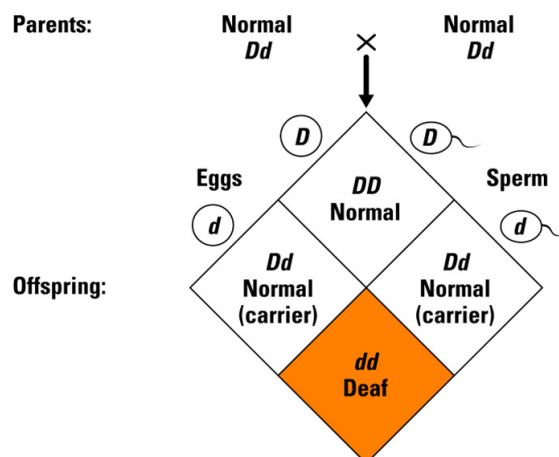 Parents:
Normal
Dd
×
Normal
Dd
D
D
Eggs
Sperm
DD
Normal
d
d
Offspring:
Dd
Normal
(carrier)
Dd
Normal
(carrier)
dd
Deaf